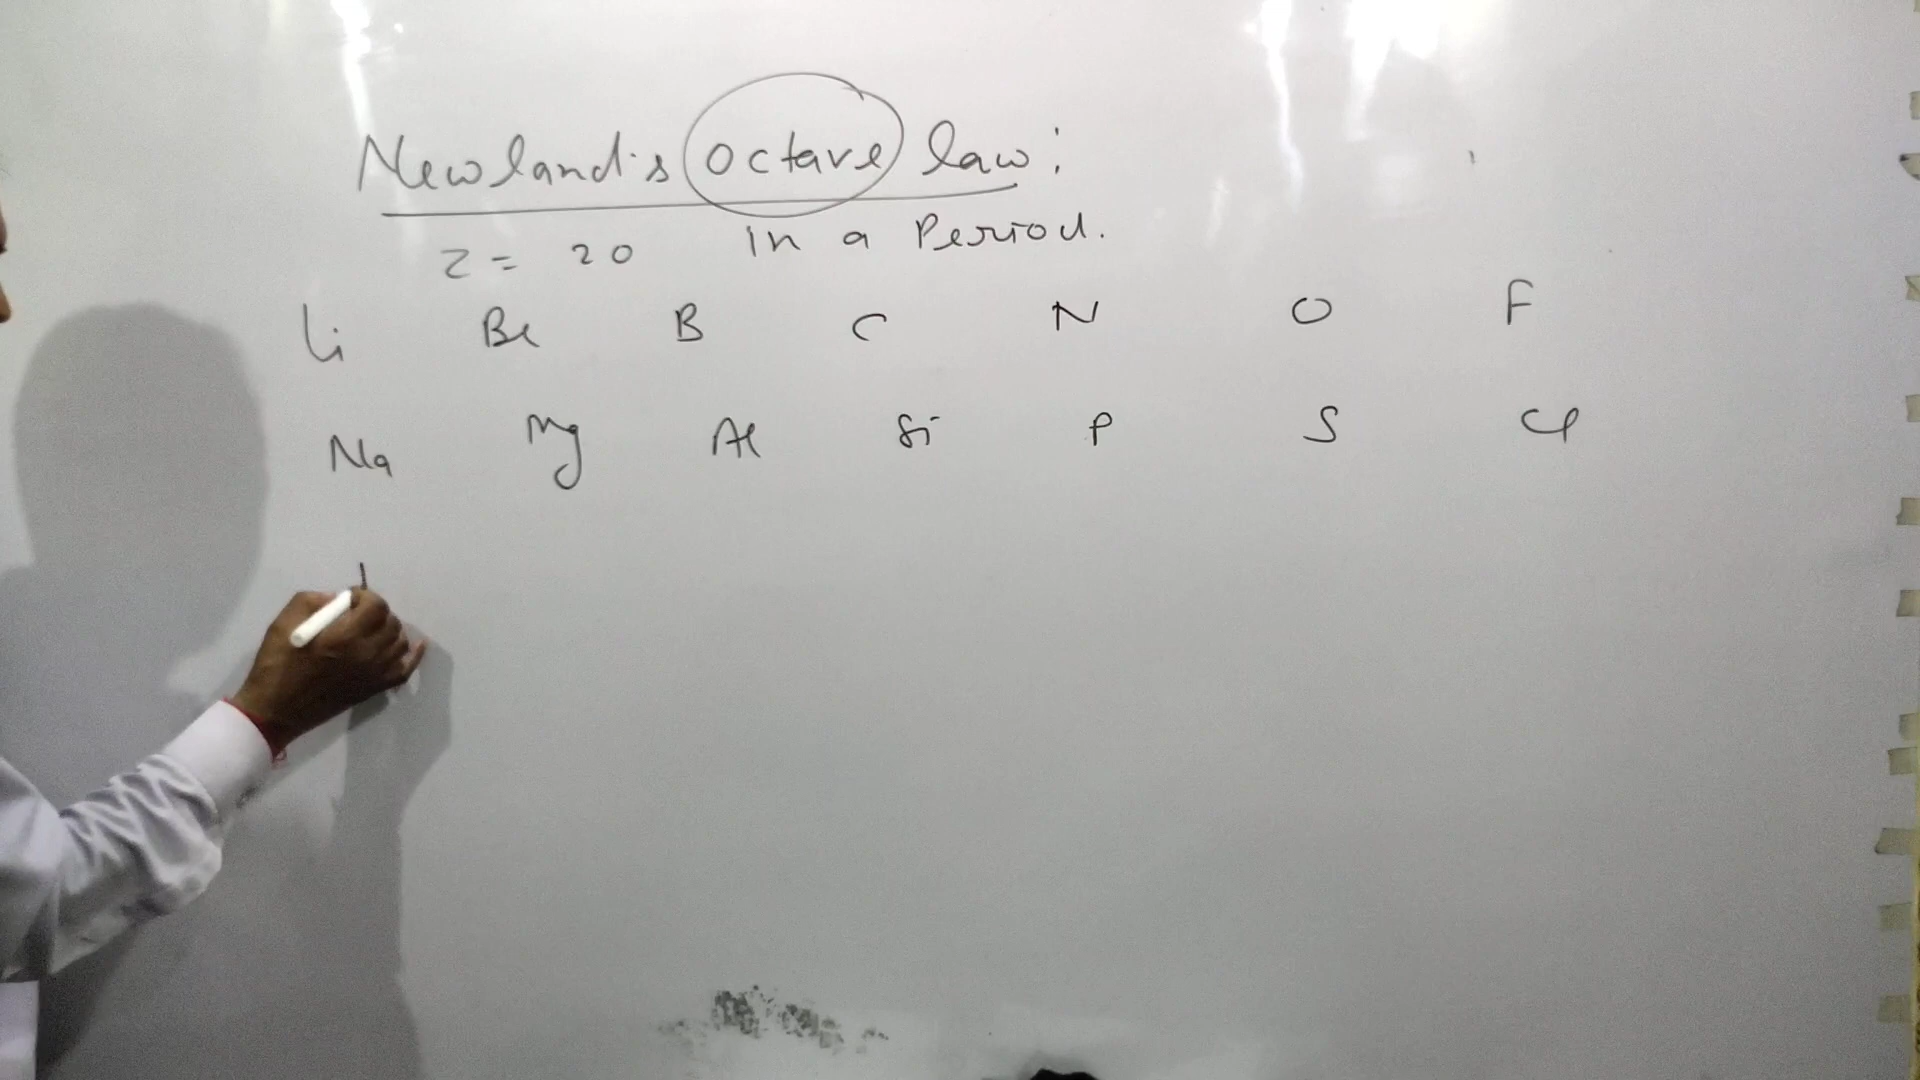 Newland's octave law:
Z = 20 in a Period.
Li Be B C N O F
Na Mg Al Si P S Cl